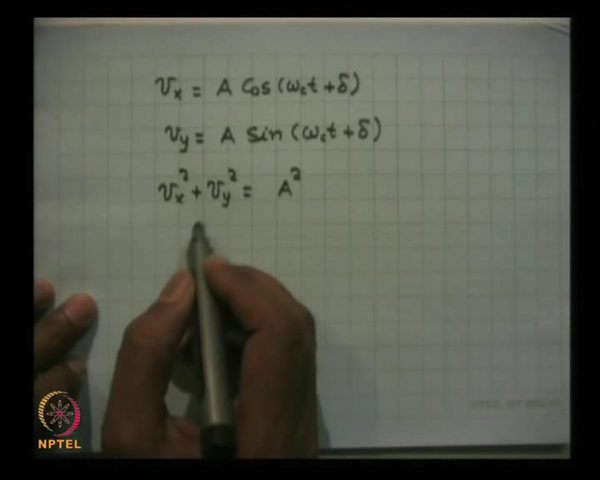 Vx = A Cos (ωct + δ)
Vy = A Sin (ωct + δ)
Vx² + Vy² = A²
NPTEL